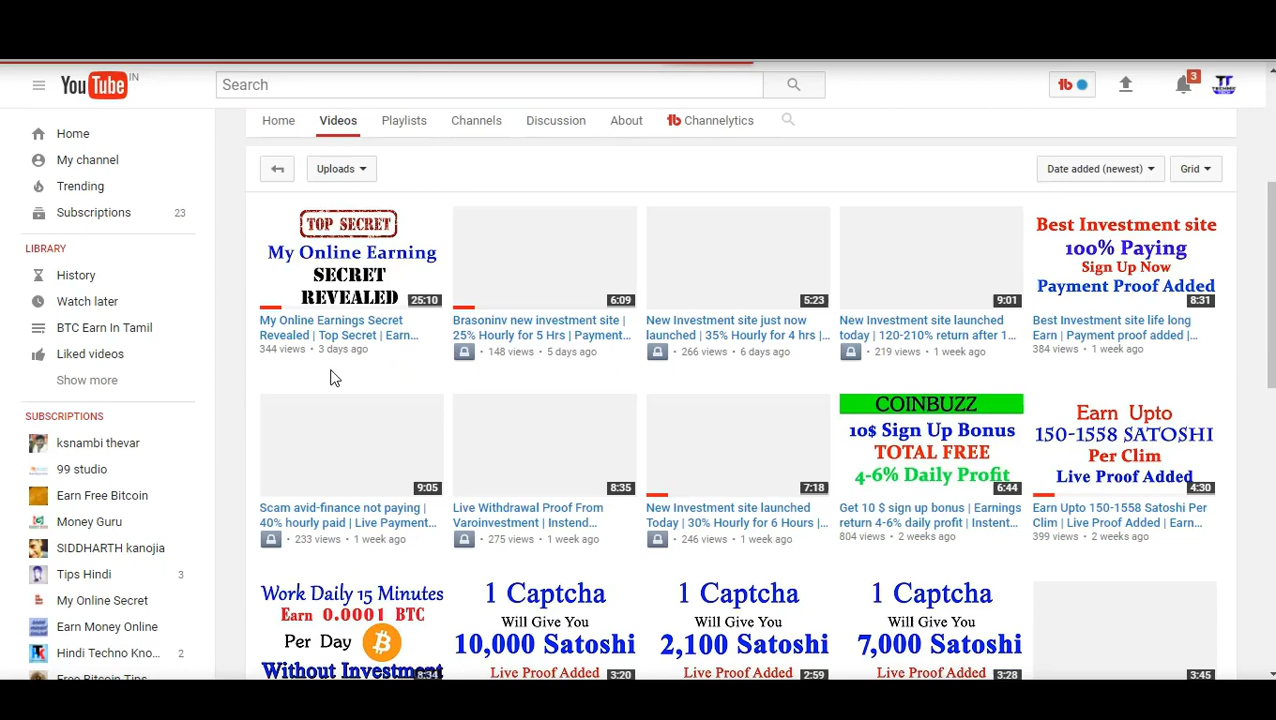 YouTube IN
Search
3
TT
Home
Videos
Playlists
Channels
Discussion
About
Channelytics
Uploads
Date added (newest)
Grid
Home
My channel
Trending
Subscriptions 23
LIBRARY
History
Watch later
BTC Earn In Tamil
Liked videos
Show more
SUBSCRIPTIONS
ksnambi thevar
99 studio
Earn Free Bitcoin
Money Guru
SIDDHARTH kanojia
Tips Hindi 3
My Online Secret
Earn Money Online
Hindi Techno Kno... 2
Free Bitcoin Tips
TOP SECRET
My Online Earning
SECRET
REVEALED
25:10
My Online Earnings Secret
Revealed | Top Secret | Earn...
344 views • 3 days ago
6:09
Brasoninv new investment site |
25% Hourly for 5 Hrs | Payment...
• 148 views • 5 days ago
5:23
New Investment site just now
launched | 35% Hourly for 4 hrs |...
• 266 views • 6 days ago
9:01
New Investment site launched
today | 120-210% return after 1...
• 219 views • 1 week ago
Best Investment site
100% Paying
Sign Up Now
Payment Proof Added
8:31
Best Investment site life long
Earn | Payment proof added |...
384 views • 1 week ago
9:05
Scam avid-finance not paying |
40% hourly paid | Live Payment...
• 233 views • 1 week ago
8:35
Live Withdrawal Proof From
Varoinvestment | Instend...
• 275 views • 1 week ago
7:18
New Investment site launched
Today | 30% Hourly for 6 Hours |...
• 246 views • 1 week ago
COINBUZZ
10$ Sign Up Bonus
TOTAL FREE
4-6% Daily Profit
6:44
Get 10 $ sign up bonus | Earnings
return 4-6% daily profit | Instent...
804 views • 2 weeks ago
Earn Upto
150-1558 SATOSHI
Per Clim
Live Proof Added
4:30
Earn Upto 150-1558 Satoshi Per
Clim | Live Proof Added | Earn...
399 views • 2 weeks ago
Work Daily 15 Minutes
Earn 0.0001 BTC
Per Day
Without Investment
8:34
1 Captcha
Will Give You
10,000 Satoshi
Live Proof Added
3:20
1 Captcha
Will Give You
2,100 Satoshi
Live Proof Added
2:59
1 Captcha
Will Give You
7,000 Satoshi
Live Proof Added
3:28
3:45